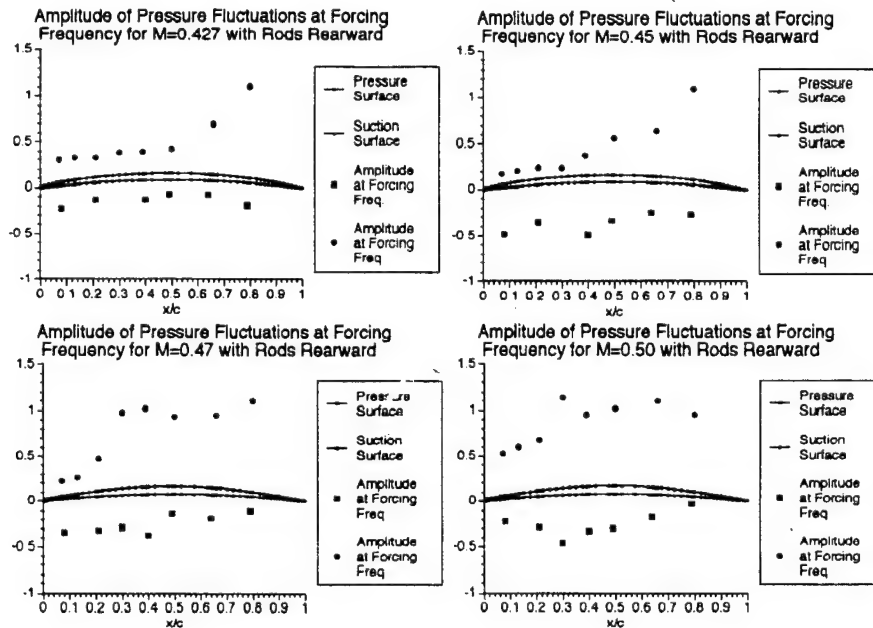 Amplitude of Pressure Fluctuations at Forcing
Frequency for M=0.427 with Rods Rearward
1.5
1
0.5
0
-0.5
-1
0 0.1 0.2 0.3 0.4 0.5 0.6 0.7 0.8 0.9 1
x/c
Pressure
Surface
Suction
Surface
Amplitude
at Forcing
Freq.
Amplitude
at Forcing
Freq
Amplitude of Pressure Fluctuations at Forcing
Frequency for M=0.45 with Rods Rearward
1.5
1
0.5
0
-0.5
-1
0 0.1 0.2 0.3 0.4 0.5 0.6 0.7 0.8 0.9 1
x/c
Pressure
Surface
Suction
Surface
Amplitude
at Forcing
Freq.
Amplitude
at Forcing
Freq
Amplitude of Pressure Fluctuations at Forcing
Frequency for M=0.47 with Rods Rearward
1.5
1
0.5
0
-0.5
-1
0 0.1 0.2 0.3 0.4 0.5 0.6 0.7 0.8 0.9 1
x/c
Pressure
Surface
Suction
Surface
Amplitude
at Forcing
Freq
Amplitude
at Forcing
Freq
Amplitude of Pressure Fluctuations at Forcing
Frequency for M=0.50 with Rods Rearward
1.5
1
0.5
0
-0.5
-1
0 0.1 0.2 0.3 0.4 0.5 0.6 0.7 0.8 0.9 1
x/c
Pressure
Surface
Suction
Surface
Amplitude
at Forcing
Freq
Amplitude
at Forcing
Freq